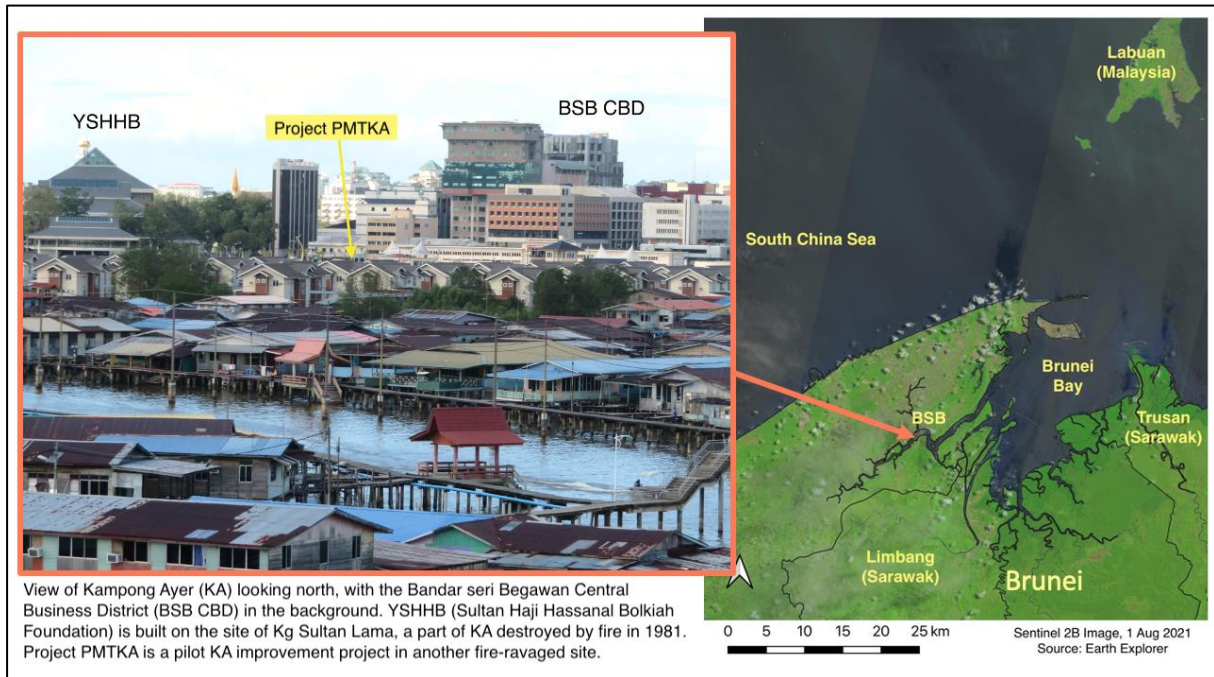 YSHHB
Project PMTKA
BSB CBD
View of Kampong Ayer (KA) looking north, with the Bandar seri Begawan Central
Business District (BSB CBD) in the background. YSHHB (Sultan Haji Hassanal Bolkiah
Foundation) is built on the site of Kg Sultan Lama, a part of KA destroyed by fire in 1981.
Project PMTKA is a pilot KA improvement project in another fire-ravaged site.
Labuan
(Malaysia)
South China Sea
Brunei
Bay
BSB
Trusan
(Sarawak)
Limbang
(Sarawak)
Brunei
0 5 10 15 20 25 km
Sentinel 2B Image, 1 Aug 2021
Source: Earth Explorer